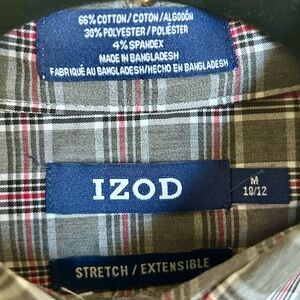 66% COTTON/COTON/ALGODÓN
30% POLYESTER/POLIÉSTER
4% SPANDEX
MADE IN BANGLADESH
FABRIQUÉ AU BANGLADESH/HECHO EN BANGLADESH
IZOD
M
10/12
STRETCH / EXTENSIBLE